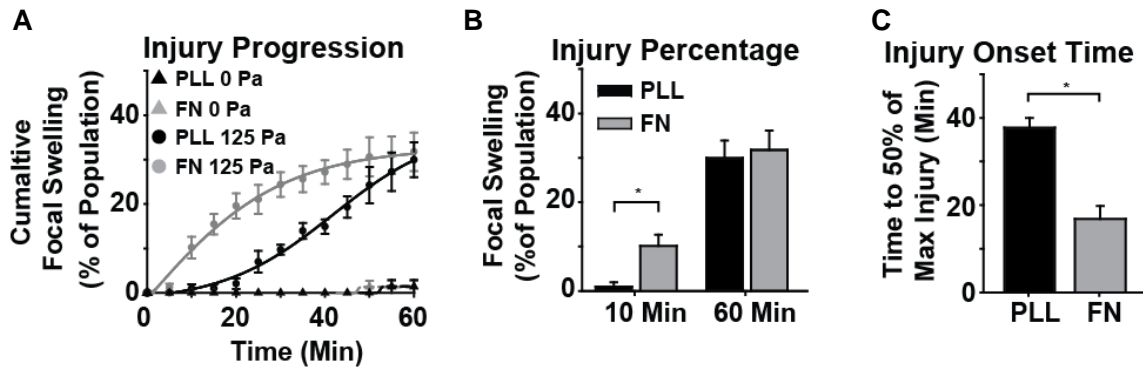 A
Injury Progression
▲ PLL 0 Pa
▲ FN 0 Pa
● PLL 125 Pa
● FN 125 Pa
Cumaltive
Focal Swelling
(% of Population)
40
20
0
0 20 40 60
Time (Min)
B
Injury Percentage
PLL
FN
*
Focal Swelling
(%of Population)
40
20
0
10 Min 60 Min
C
Injury Onset Time
*
Time to 50% of
Max Injury (Min)
40
20
0
PLL FN